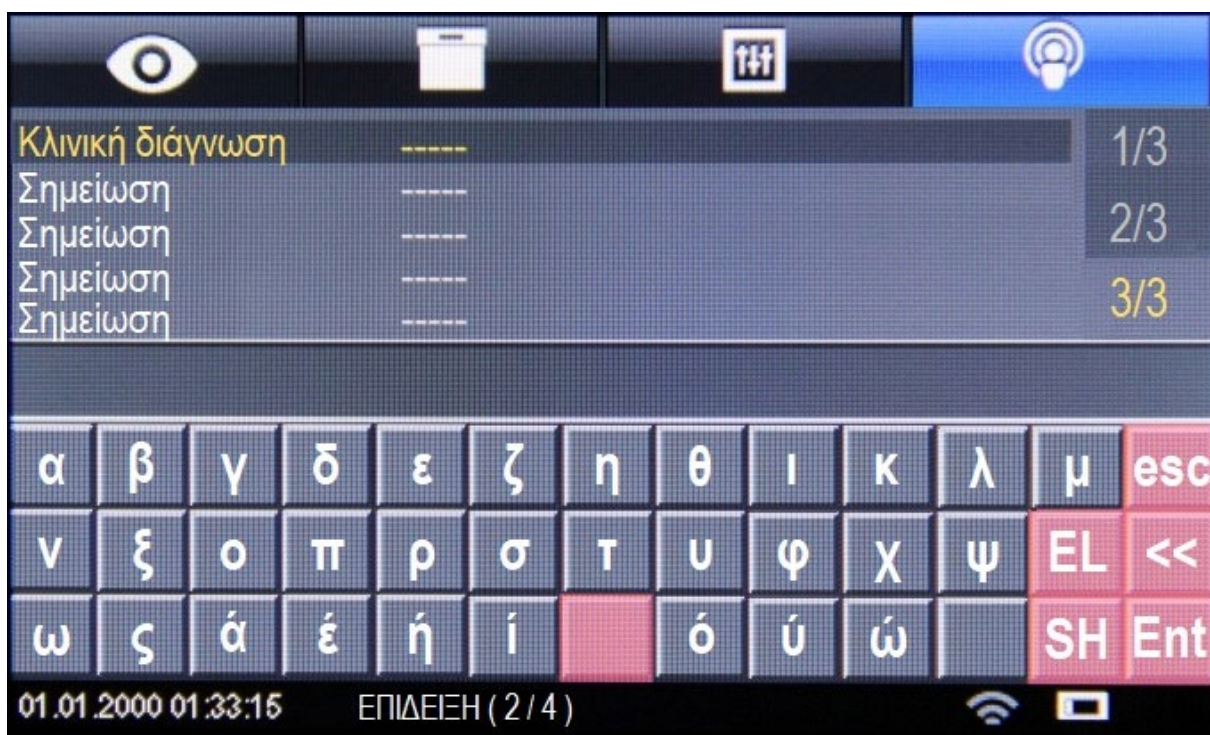 Κλινική διάγνωση ----- 1/3
Σημείωση -----
Σημείωση ----- 2/3
Σημείωση ----- 3/3
Σημείωση -----
α β γ δ ε ζ η θ ι κ λ μ esc
ν ξ ο π ρ σ τ υ φ χ ψ EL <<
ω ς ά έ ή ί ό ύ ώ SH Ent
01.01.2000 01:33:15 ΕΠΙΔΕΙΞΗ ( 2 / 4 )